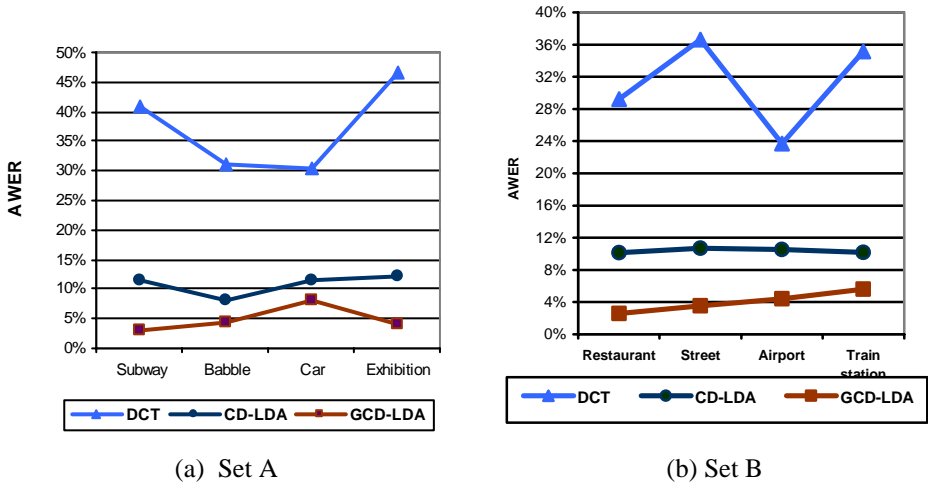 50%
45%
40%
35%
30%
25%
20%
15%
10%
5%
0%
AWER
Subway Babble Car Exhibition
DCT CD-LDA GCD-LDA
(a) Set A
40%
36%
32%
28%
24%
20%
16%
12%
8%
4%
0%
AWER
Restaurant Street Airport Train
station
DCT CD-LDA GCD-LDA
(b) Set B